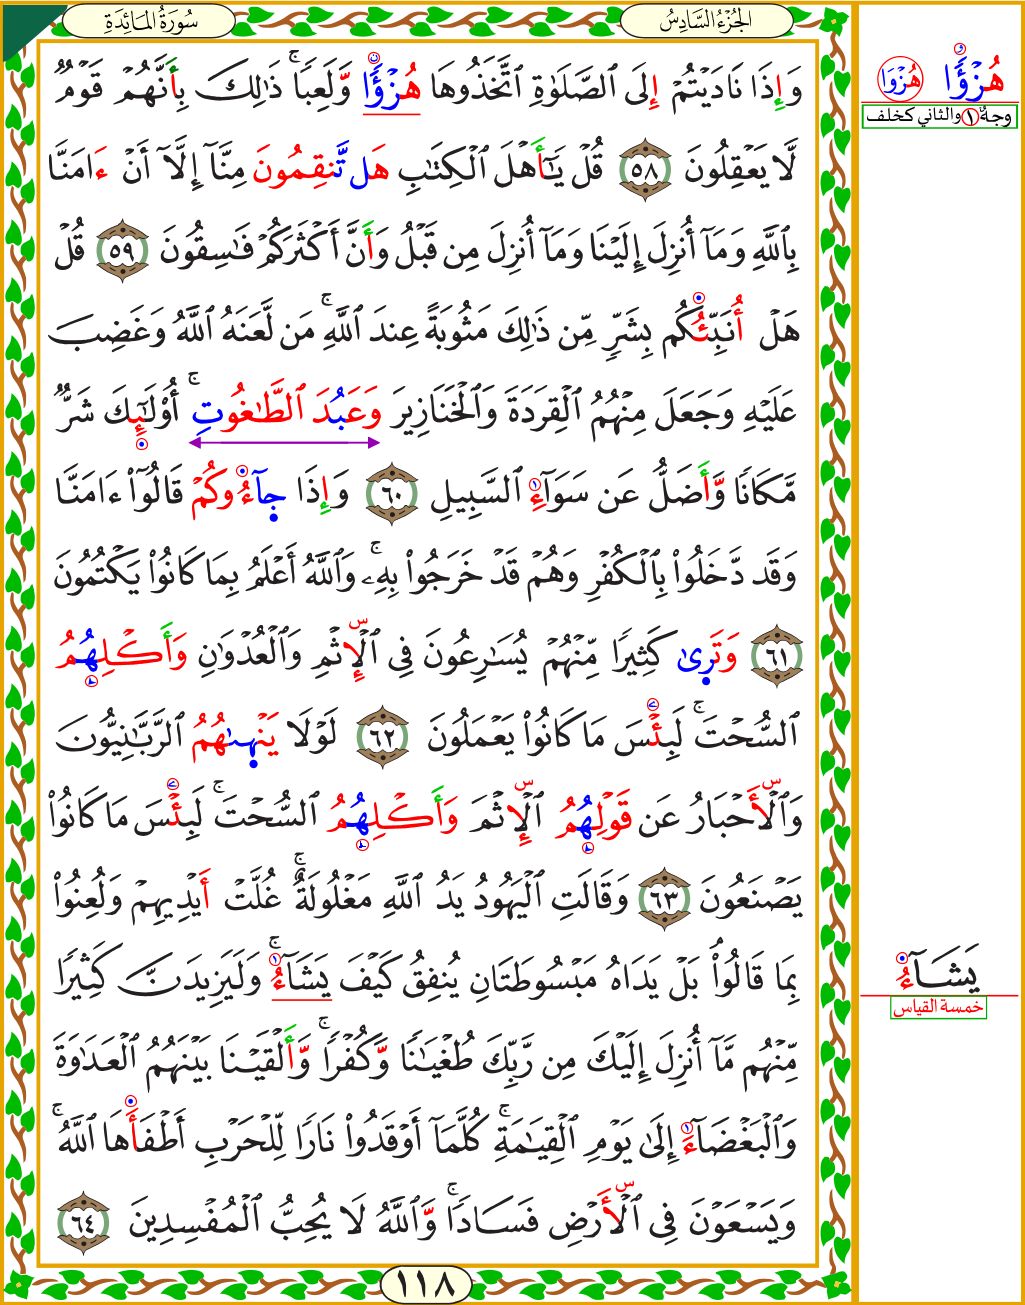 سُورَةُ المَائِدَةِ
الجُزْءُ السَّادِسُ
وَإِذَا نَادَيْتُمْ إِلَى ٱلصَّلَوٰةِ ٱتَّخَذُوهَا هُزُؤًا وَّلَعِبًا ۚ ذَٰلِكَ بِأَنَّهُمْ قَوْمٌ
لَّا يَعْقِلُونَ ٥٨ قُلْ يَـٰٓأَهْلَ ٱلْكِتَـٰبِ هَل تَّنقِمُونَ مِنَّآ إِلَّآ أَنْ ءَامَنَّا
بِٱللَّهِ وَمَآ أُنزِلَ إِلَيْنَا وَمَآ أُنزِلَ مِن قَبْلُ وَأَنَّ أَكْثَرَكُمْ فَـٰسِقُونَ ٥٩ قُلْ
هَلْ أُنَبِّئُكُم بِشَرٍّ مِّن ذَٰلِكَ مَثُوبَةً عِندَ ٱللَّهِ ۚ مَن لَّعَنَهُ ٱللَّهُ وَغَضِبَ
عَلَيْهِ وَجَعَلَ مِنْهُمُ ٱلْقِرَدَةَ وَٱلْخَنَازِيرَ وَعَبُدَ ٱلطَّـٰغُوتِ ۚ أُوْلَـٰٓئِكَ شَرٌّ
مَّكَانًا وَّأَضَلُّ عَن سَوَآءِ ٱلسَّبِيلِ ٦٠ وَإِذَا جَآءُوكُمْ قَالُوٓاْ ءَامَنَّا
وَقَد دَّخَلُواْ بِٱلْكُفْرِ وَهُمْ قَدْ خَرَجُواْ بِهِۦ ۚ وَٱللَّهُ أَعْلَمُ بِمَا كَانُواْ يَكْتُمُونَ
٦١ وَتَرىٰ كَثِيرًا مِّنْهُمْ يُسَـٰرِعُونَ فِى ٱلْإِثْمِ وَٱلْعُدْوَٰنِ وَأَكْلِهُمُ
ٱلسُّحْتَ ۚ لَبِئْسَ مَا كَانُواْ يَعْمَلُونَ ٦٢ لَوْلَا يَنْهىٰهُمُ ٱلرَّبَّـٰنِيُّونَ
وَٱلْأَحْبَارُ عَن قَوْلِهُمُ ٱلْإِثْمَ وَأَكْلِهُمُ ٱلسُّحْتَ ۚ لَبِئْسَ مَا كَانُواْ
يَصْنَعُونَ ٦٣ وَقَالَتِ ٱلْيَهُودُ يَدُ ٱللَّهِ مَغْلُولَةٌ ۚ غُلَّتْ أَيْدِيهِمْ وَلُعِنُواْ
بِمَا قَالُواْ ۘ بَلْ يَدَاهُ مَبْسُوطَتَانِ يُنفِقُ كَيْفَ يَشَآءُ ۚ وَلَيَزِيدَنَّ كَثِيرًا
مِّنْهُم مَّآ أُنزِلَ إِلَيْكَ مِن رَّبِّكَ طُغْيَـٰنًا وَّكُفْرًا ۚ وَّأَلْقَيْنَا بَيْنَهُمُ ٱلْعَدَاوَةَ
وَٱلْبَغْضَآءَ إِلَىٰ يَوْمِ ٱلْقِيَـٰمَةِ ۚ كُلَّمَآ أَوْقَدُواْ نَارًا لِّلْحَرْبِ أَطْفَأَهَا ٱللَّهُ ۚ
وَيَسْعَوْنَ فِى ٱلْأَرْضِ فَسَادًا ۚ وَّٱللَّهُ لَا يُحِبُّ ٱلْمُفْسِدِينَ ٦٤
١١٨
هُزُؤًا هُزُوَا
وجهٌ ١ والثاني كخلف
يَشَآءُ
خمسة القياس